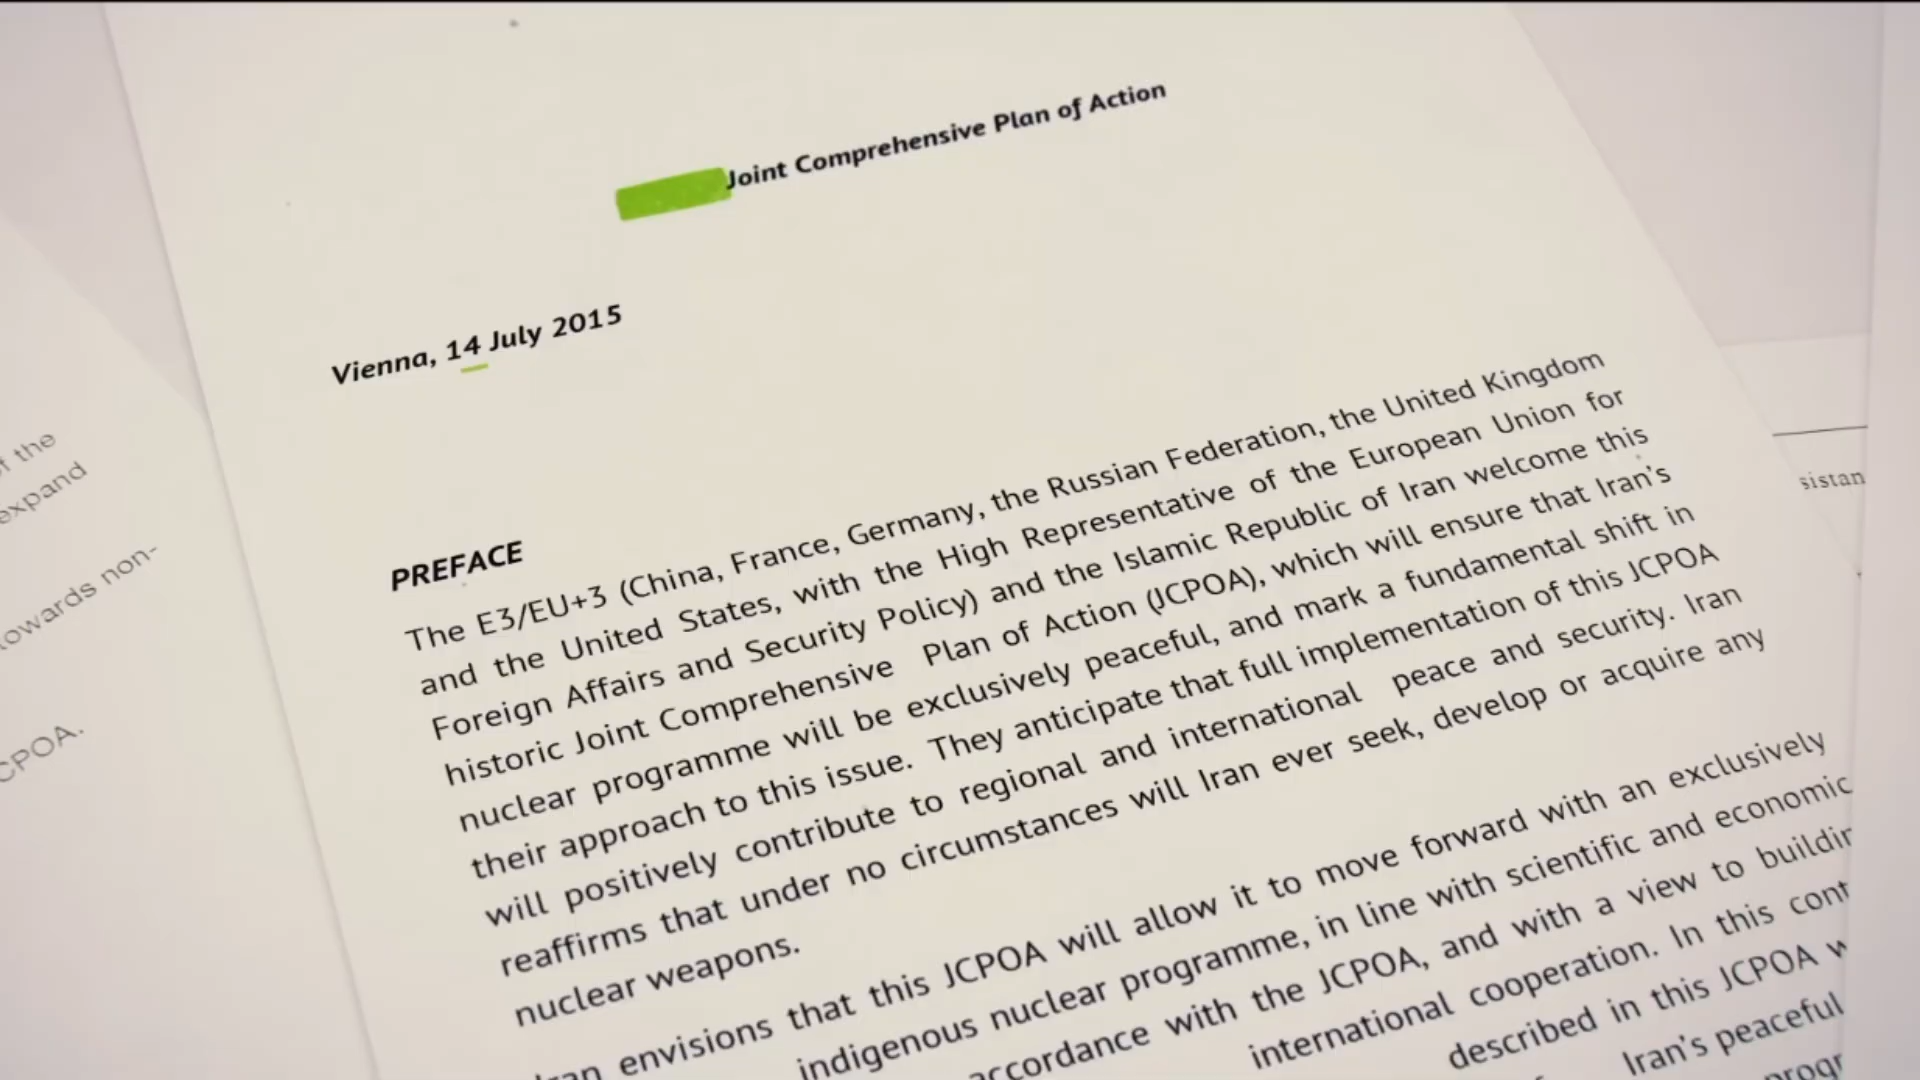 Joint Comprehensive Plan of Action
Vienna, 14 July 2015
PREFACE
The E3/EU+3 (China, France, Germany, the Russian Federation, the United Kingdom
and the United States, with the High Representative of the European Union for
Foreign Affairs and Security Policy) and the Islamic Republic of Iran welcome this
historic Joint Comprehensive Plan of Action (JCPOA), which will ensure that Iran's
nuclear programme will be exclusively peaceful, and mark a fundamental shift in
their approach to this issue. They anticipate that full implementation of this JCPOA
will positively contribute to regional and international peace and security. Iran
reaffirms that under no circumstances will Iran ever seek, develop or acquire any
nuclear weapons.
envisions that this JCPOA will allow it to move forward with an exclusively
indigenous nuclear programme, in line with scientific and economic
accordance with the JCPOA, and with a view to
international cooperation. In this
described in this JCPOA
Iran's peaceful
the
expand
towards non-